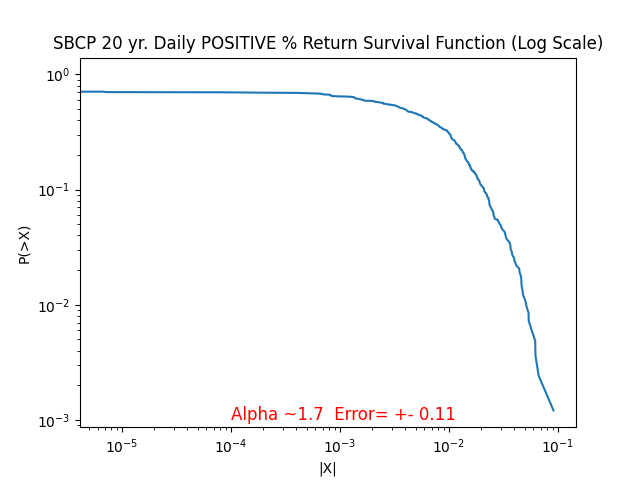 SBCP 20 yr. Daily POSITIVE % Return Survival Function (Log Scale)
10⁰
10⁻¹
10⁻²
10⁻³
P(>X)
Alpha ~1.7  Error= +- 0.11
10⁻⁵ 10⁻⁴ 10⁻³ 10⁻² 10⁻¹
|X|